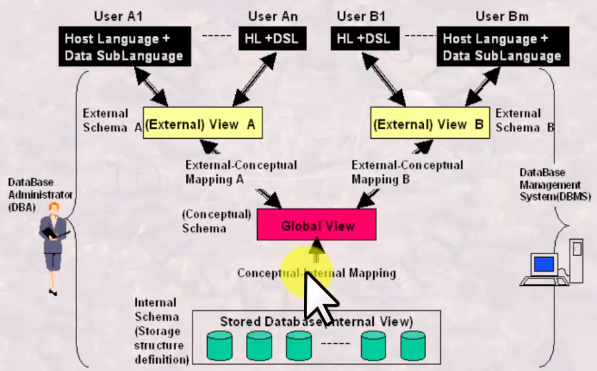 User A1
User An
User B1
User Bm
Host Language +
Data SubLanguage
HL +DSL
HL +DSL
Host Language +
Data SubLanguage
External
Schema A
(External) View A
(External) View B
External
Schema B
External-Conceptual
Mapping A
External-Conceptual
Mapping B
DataBase
Administrator
(DBA)
DataBase
Management
System(DBMS)
(Conceptual)
Schema
Global View
Conceptual-Internal Mapping
Internal
Schema
(Storage
structure
definition)
Stored Database(Internal View)